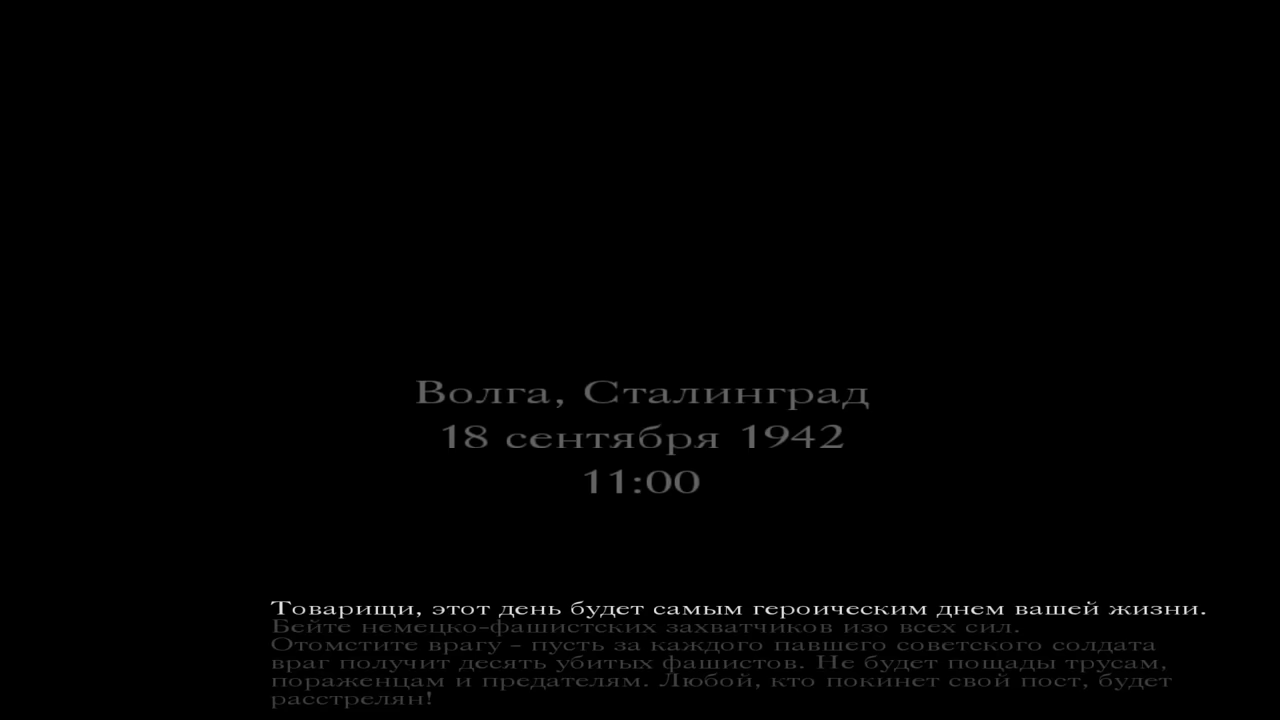 Волга, Сталинград
18 сентября 1942
11:00
Товарищи, этот день будет самым героическим днем вашей жизни.
Бейте немецко-фашистских захватчиков изо всех сил.
Отомстите врагу - пусть за каждого павшего советского солдата
враг получит десять убитых фашистов. Не будет пощады трусам,
пораженцам и предателям. Любой, кто покинет свой пост, будет
расстрелян!